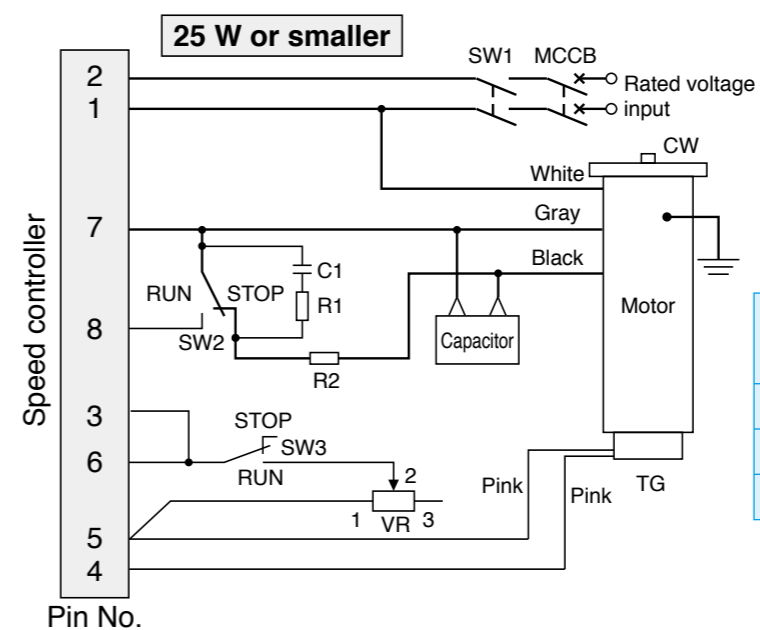 25 W or smaller
SW1 MCCB
2
Rated voltage
1
input
CW
White
7
Gray
Black
C1
RUN STOP
R1
Motor
8
SW2
Capacitor
R2
Speed controller
3
STOP
SW3
6
RUN
2
Pink
Pink
TG
1 VR 3
5
4
Pin No.